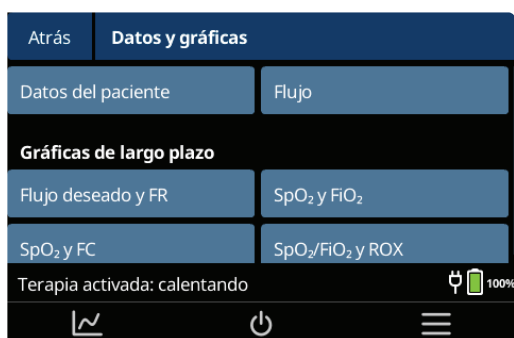 Atrás Datos y gráficas
Datos del paciente Flujo
Gráficas de largo plazo
Flujo deseado y FR SpO₂ y FiO₂
SpO₂ y FC SpO₂/FiO₂ y ROX
Terapia activada: calentando 100%